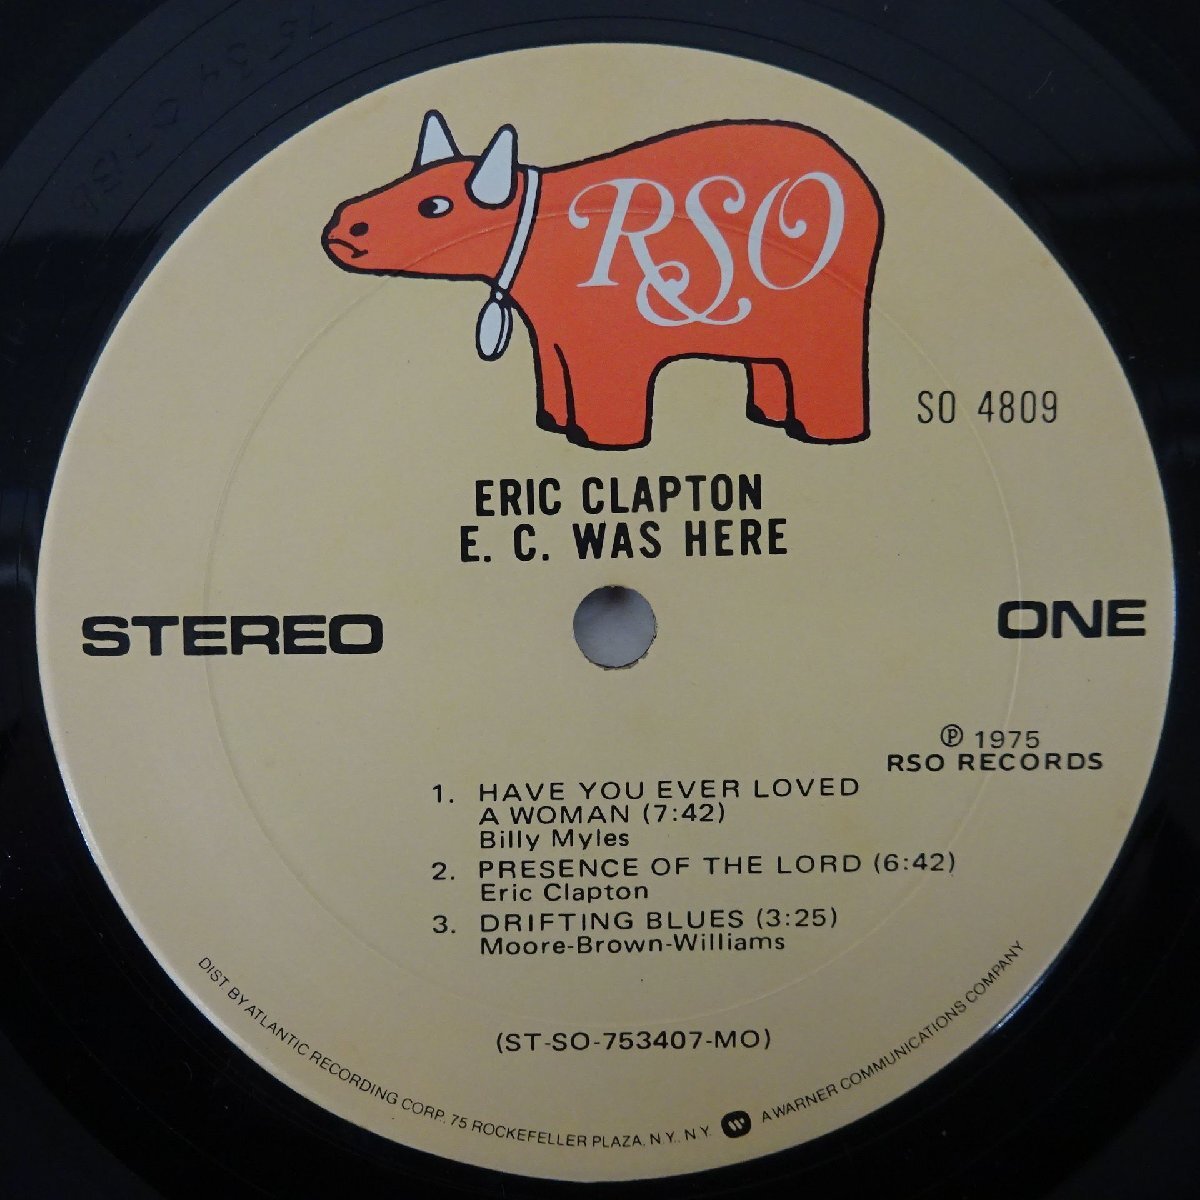 RSO
SO 4809
ERIC CLAPTON
E. C. WAS HERE
STEREO
ONE
℗ 1975
RSO RECORDS
1. HAVE YOU EVER LOVED
A WOMAN (7:42)
Billy Myles
2. PRESENCE OF THE LORD (6:42)
Eric Clapton
3. DRIFTING BLUES (3:25)
Moore-Brown-Williams
(ST-SO-753407-MO)
DIST. BY ATLANTIC RECORDING CORP., 75 ROCKEFELLER PLAZA, N.Y., N.Y. A WARNER COMMUNICATIONS COMPANY